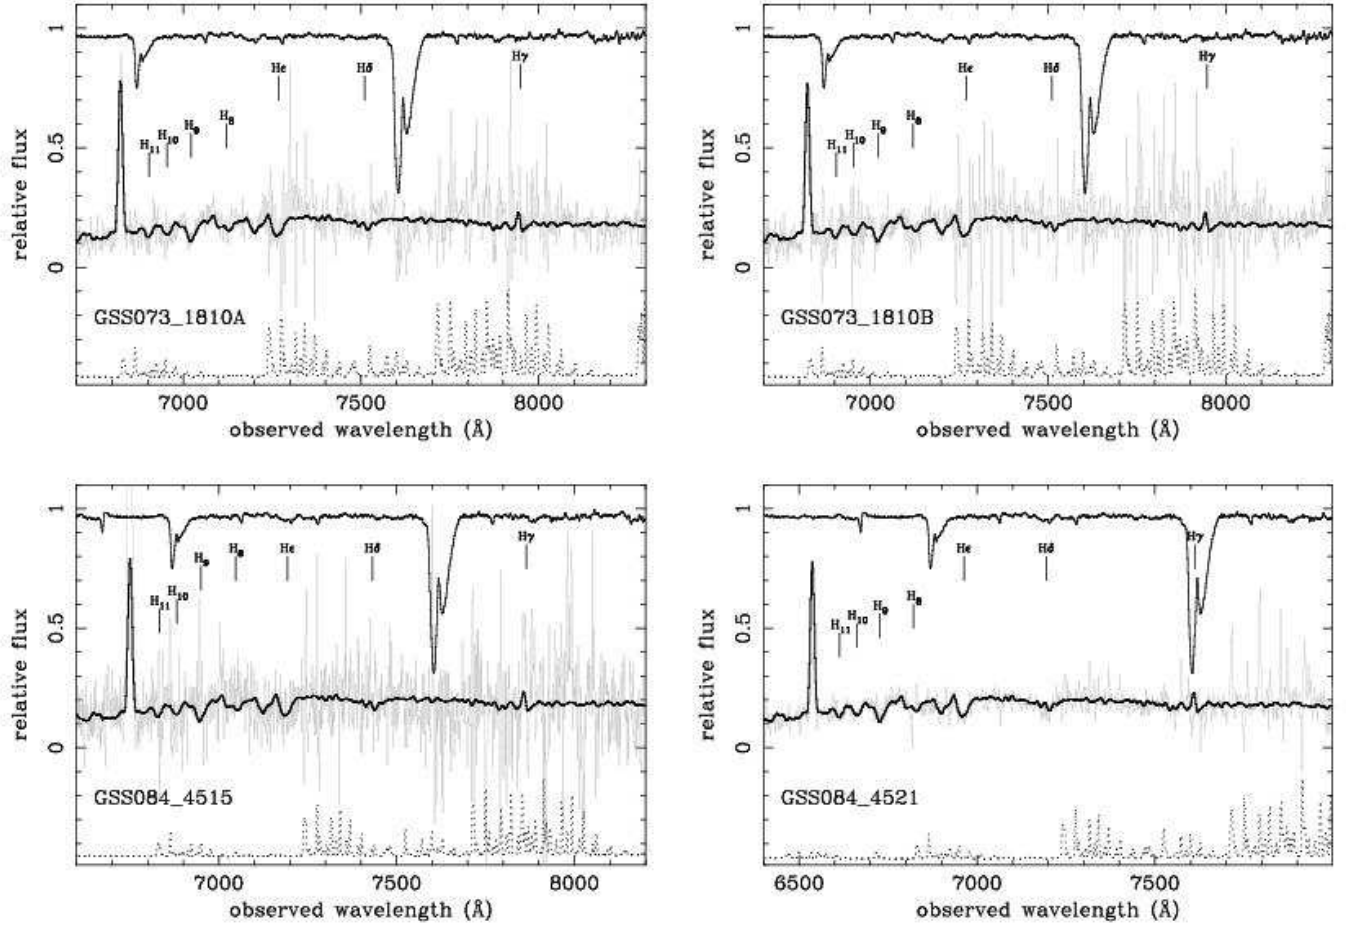 1
0.5
0
relative flux
H₁₁
H₁₀
H₉
H₈
Hε
Hδ
Hγ
GSS073_1810A
7000 7500 8000
observed wavelength (Å)
1
0.5
0
relative flux
H₁₁
H₁₀
H₉
H₈
Hε
Hδ
Hγ
GSS073_1810B
7000 7500 8000
observed wavelength (Å)
1
0.5
0
relative flux
H₁₁
H₁₀
H₉
H₈
Hε
Hδ
Hγ
GSS084_4515
7000 7500 8000
observed wavelength (Å)
1
0.5
0
relative flux
H₁₁
H₁₀
H₉
H₈
Hε
Hδ
Hγ
GSS084_4521
6500 7000 7500
observed wavelength (Å)